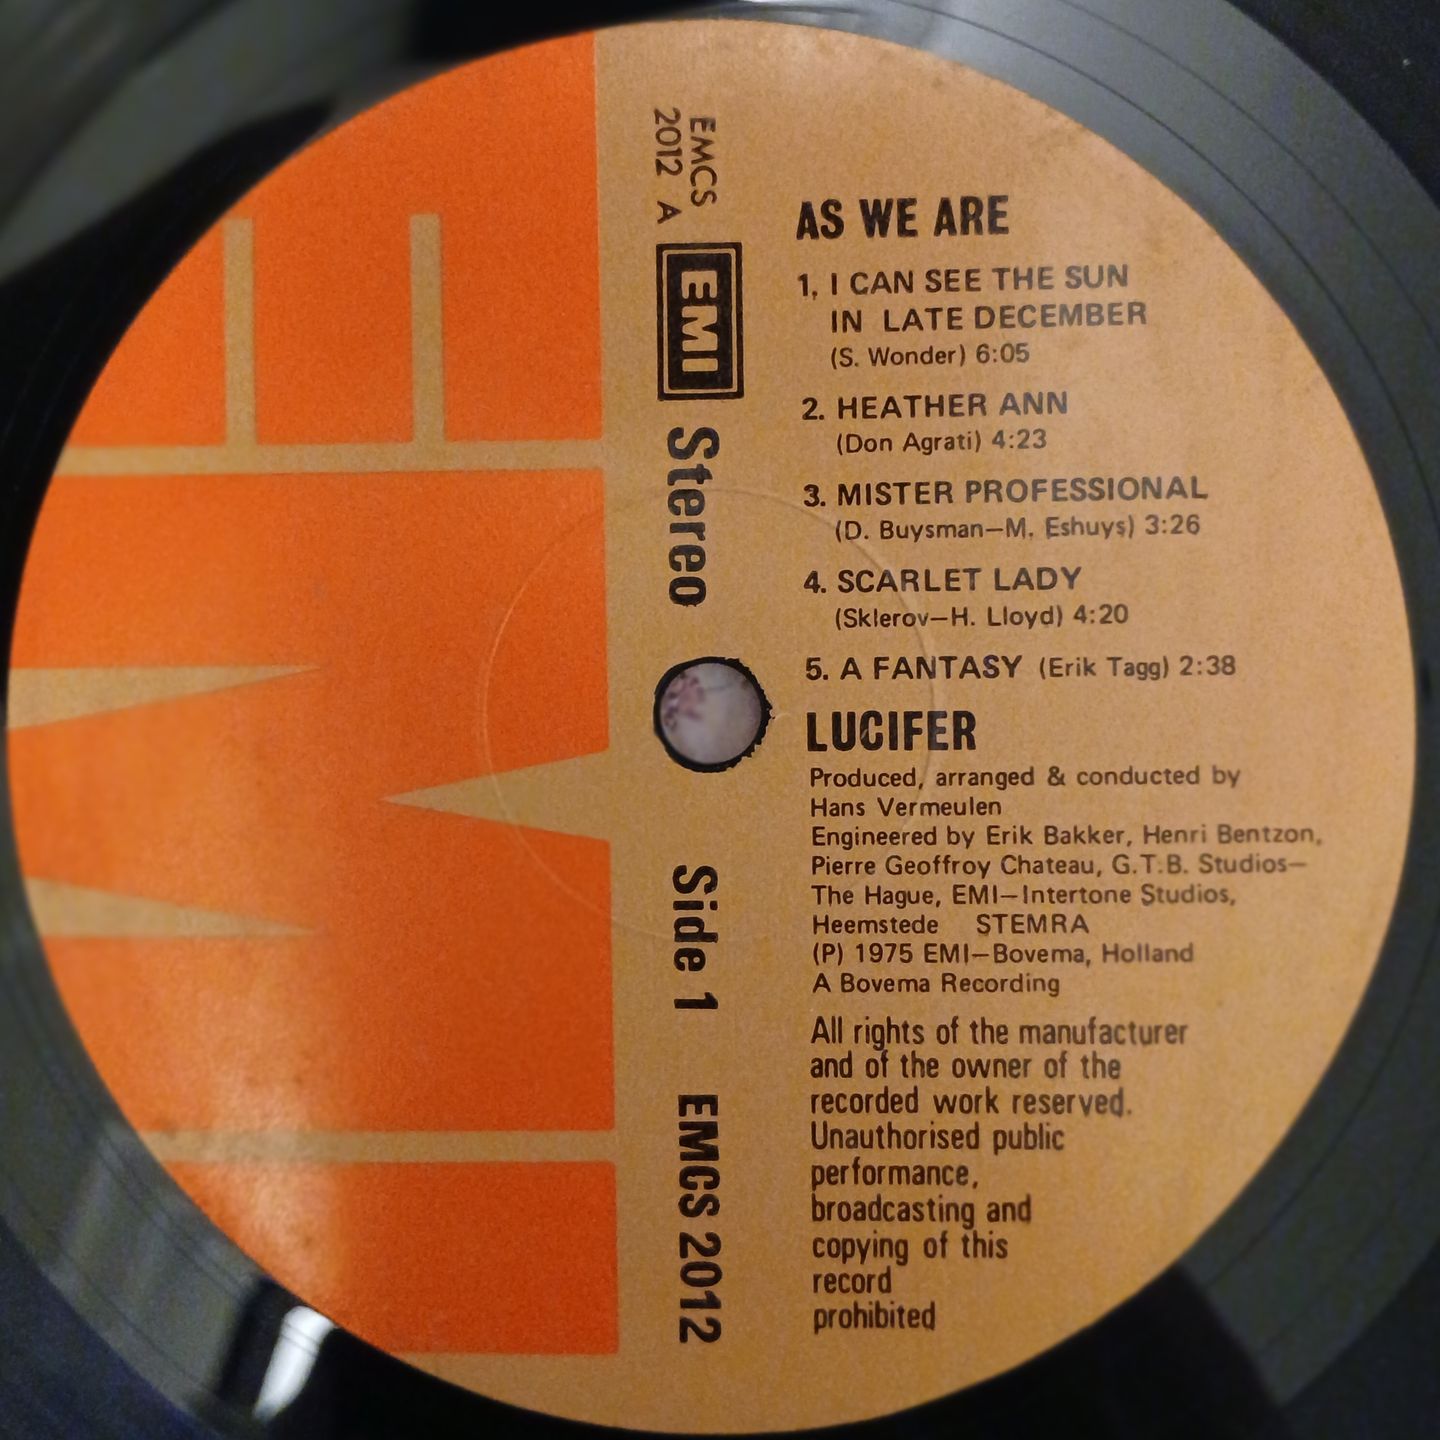 EMCS
2012 A
EMI
Stereo
Side 1
EMCS 2012
AS WE ARE
1, I CAN SEE THE SUN
IN LATE DECEMBER
(S. Wonder) 6:05
2. HEATHER ANN
(Don Agrati) 4:23
3. MISTER PROFESSIONAL
(D. Buysman—M. Eshuys) 3:26
4. SCARLET LADY
(Sklerov—H. Lloyd) 4:20
5. A FANTASY (Erik Tagg) 2:38
LUCIFER
Produced, arranged & conducted by
Hans Vermeulen
Engineered by Erik Bakker, Henri Bentzon,
Pierre Geoffroy Chateau, G.T.B. Studios—
The Hague, EMI—Intertone Studios,
Heemstede STEMRA
(P) 1975 EMI—Bovema, Holland
A Bovema Recording
All rights of the manufacturer
and of the owner of the
recorded work reserved.
Unauthorised public
performance,
broadcasting and
copying of this
record
prohibited